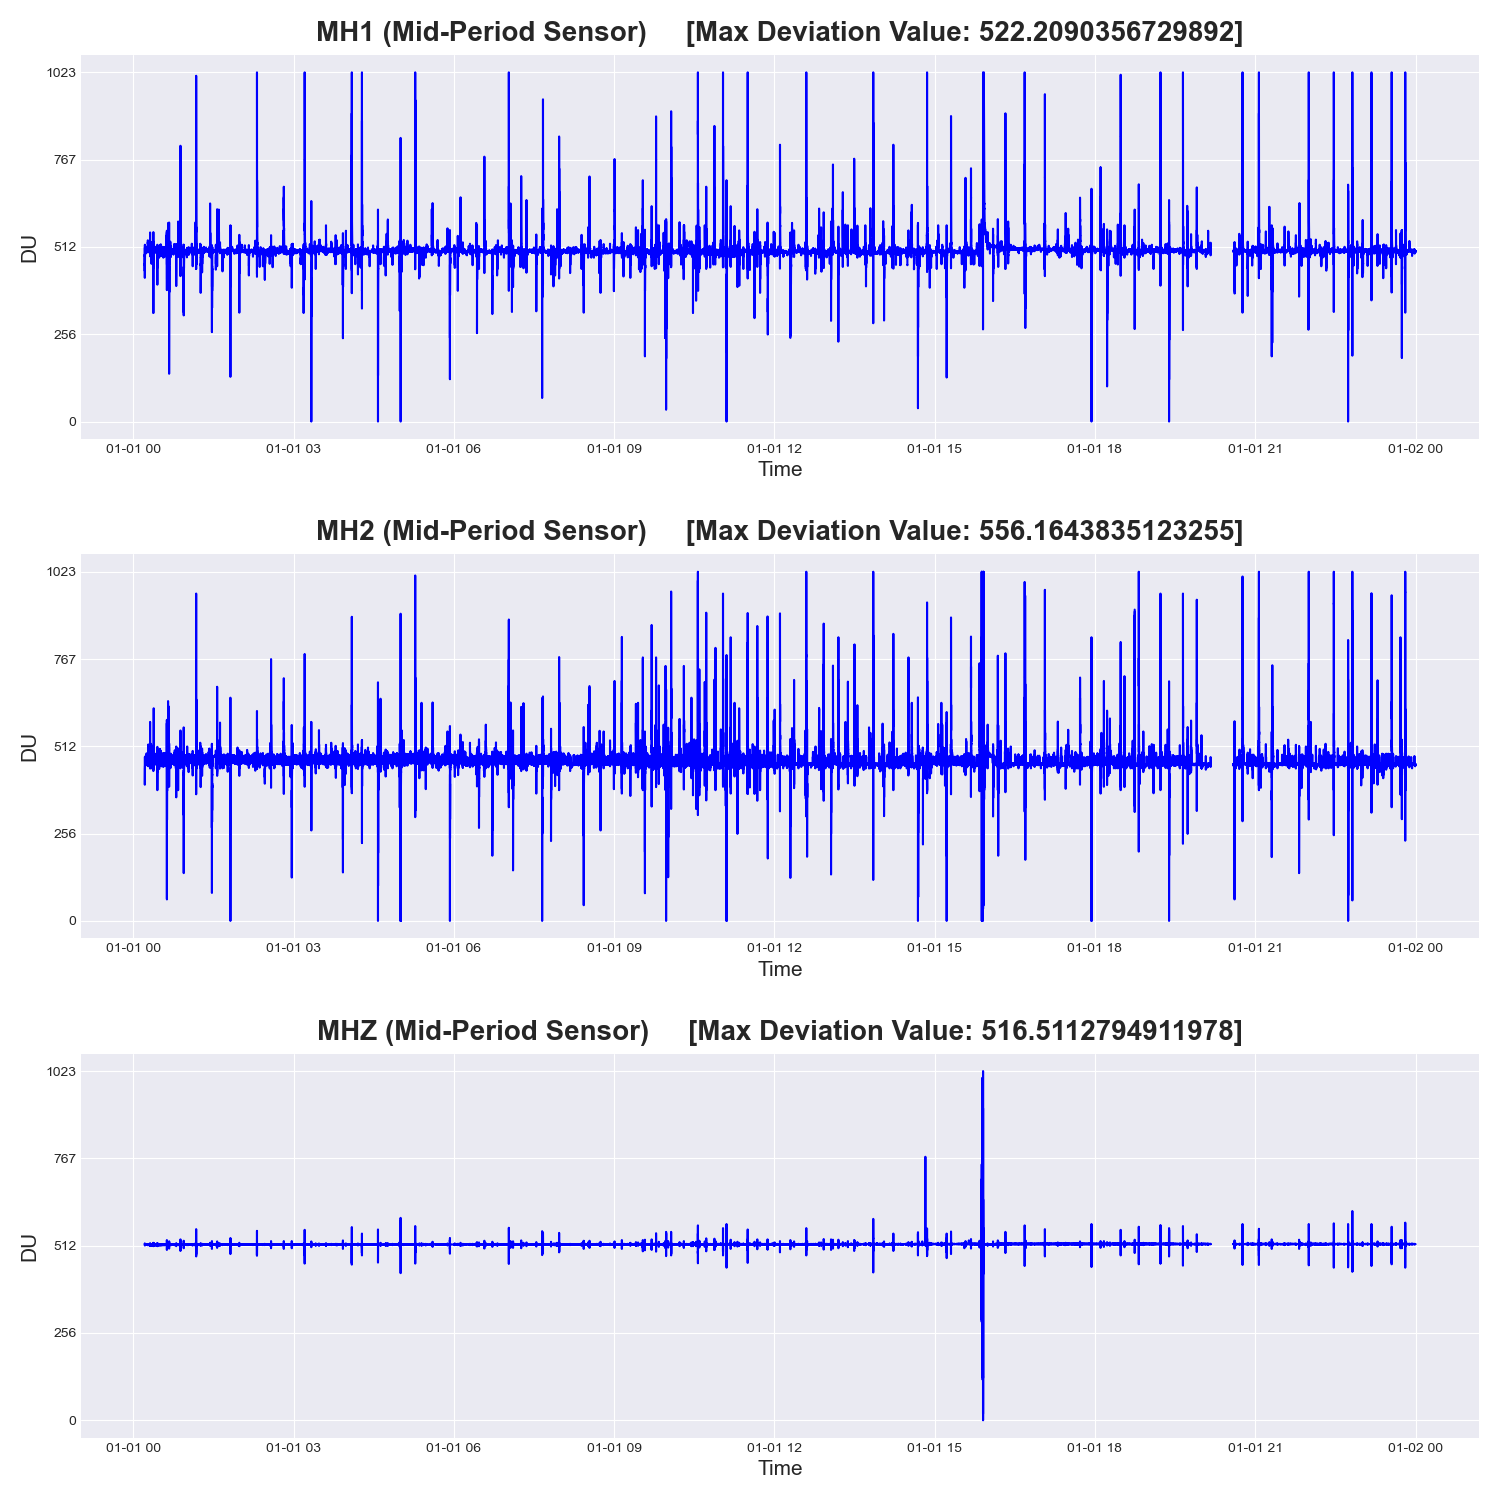 MH1 (Mid-Period Sensor) [Max Deviation Value: 522.2090356729892]
1023
767
512
256
0
DU
01-01 00 01-01 03 01-01 06 01-01 09 01-01 12 01-01 15 01-01 18 01-01 21 01-02 00
Time
MH2 (Mid-Period Sensor) [Max Deviation Value: 556.1643835123255]
1023
767
512
256
0
DU
01-01 00 01-01 03 01-01 06 01-01 09 01-01 12 01-01 15 01-01 18 01-01 21 01-02 00
Time
MHZ (Mid-Period Sensor) [Max Deviation Value: 516.5112794911978]
1023
767
512
256
0
DU
01-01 00 01-01 03 01-01 06 01-01 09 01-01 12 01-01 15 01-01 18 01-01 21 01-02 00
Time